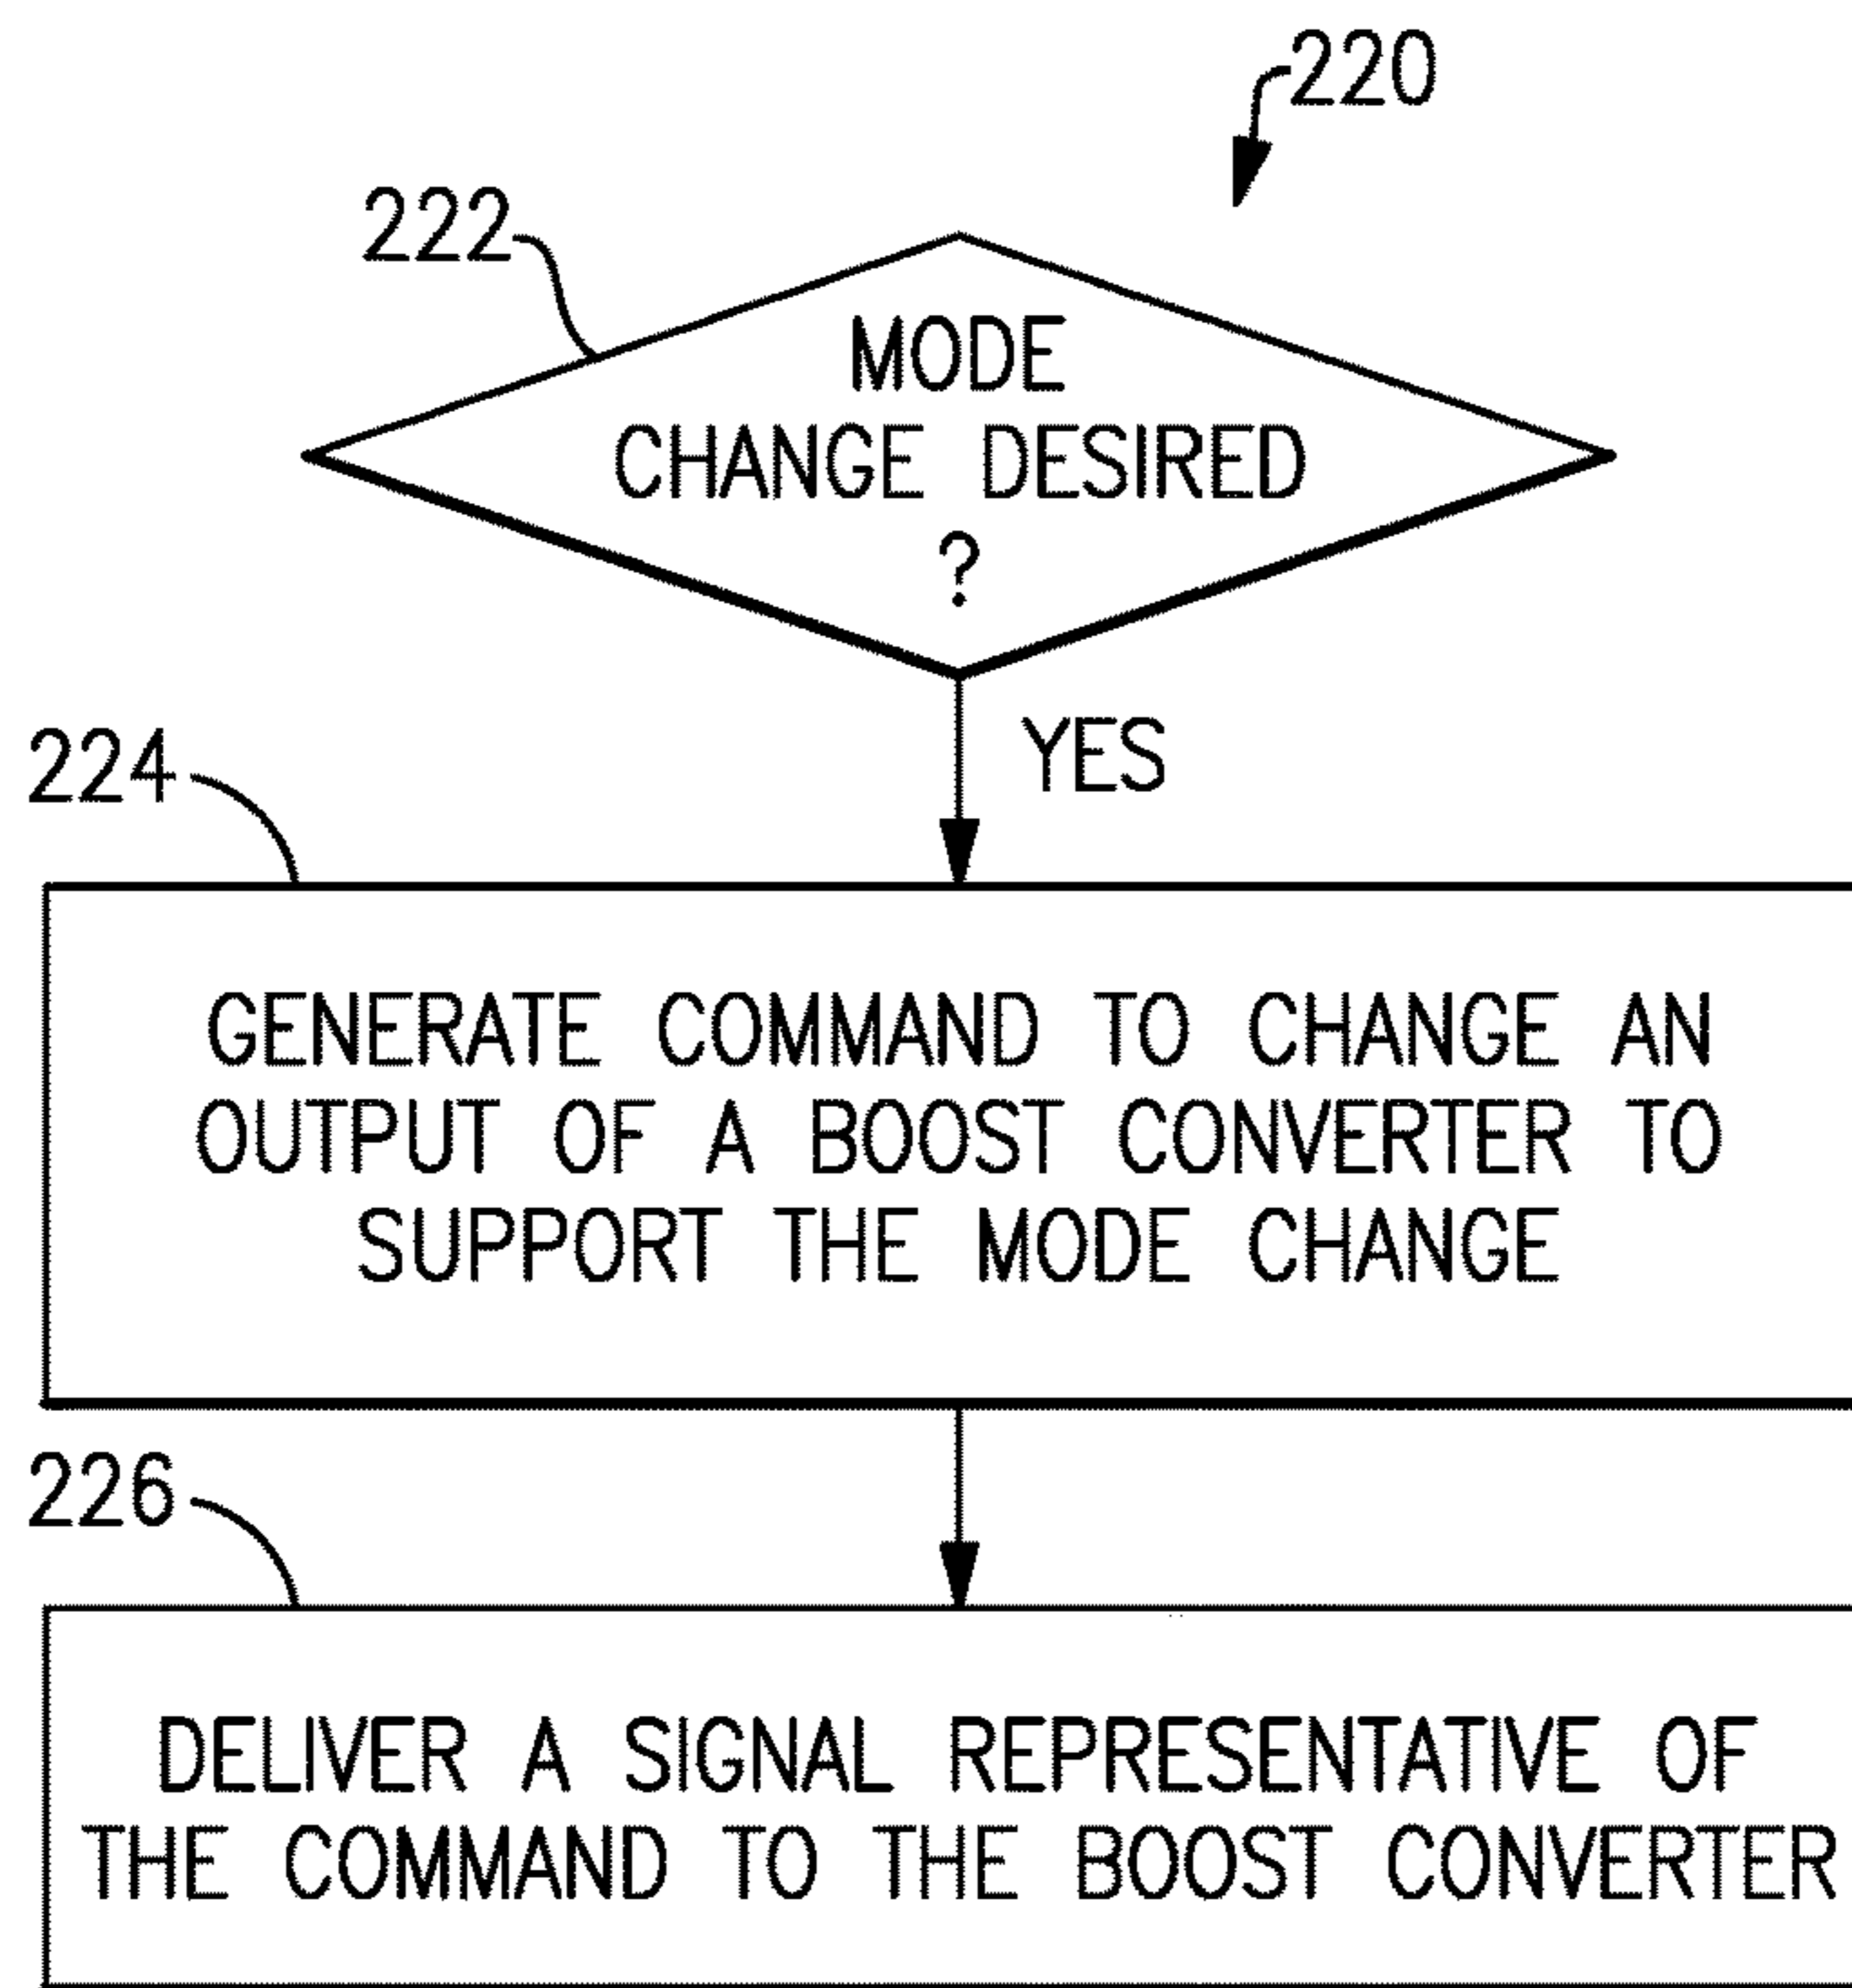 220
222
MODE
CHANGE DESIRED
?
YES
224
GENERATE COMMAND TO CHANGE AN
OUTPUT OF A BOOST CONVERTER TO
SUPPORT THE MODE CHANGE
226
DELIVER A SIGNAL REPRESENTATIVE OF
THE COMMAND TO THE BOOST CONVERTER